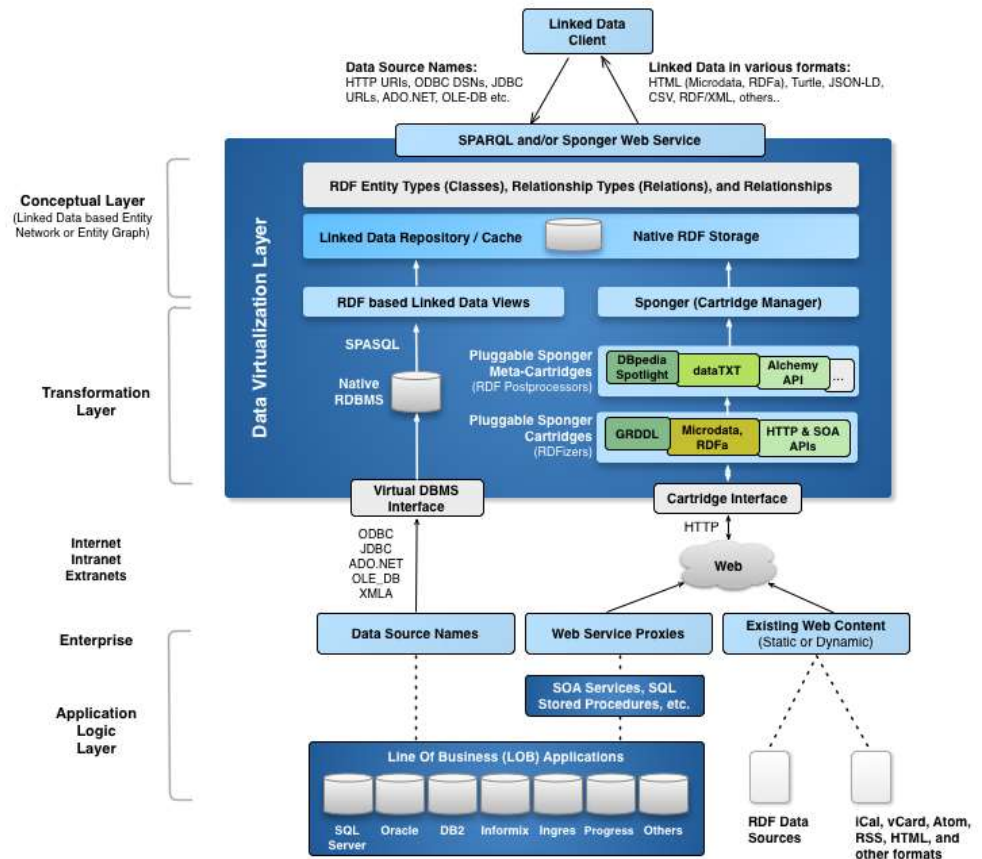 Linked Data
Client
Data Source Names:
HTTP URIs, ODBC DSNs, JDBC
URLs, ADO.NET, OLE-DB etc.
Linked Data in various formats:
HTML (Microdata, RDFa), Turtle, JSON-LD,
CSV, RDF/XML, others..
SPARQL and/or Sponger Web Service
Data Virtualization Layer
Conceptual Layer
(Linked Data based Entity
Network or Entity Graph)
RDF Entity Types (Classes), Relationship Types (Relations), and Relationships
Linked Data Repository / Cache
Native RDF Storage
RDF based Linked Data Views
Sponger (Cartridge Manager)
Transformation
Layer
SPASQL
Native
RDBMS
Pluggable Sponger
Meta-Cartridges
(RDF Postprocessors)
DBpedia
Spotlight
dataTXT
Alchemy
API
...
Pluggable Sponger
Cartridges
(RDFizers)
GRDDL
Microdata,
RDFa
HTTP & SOA
APIs
Virtual DBMS
Interface
Cartridge Interface
Internet
Intranet
Extranets
ODBC
JDBC
ADO.NET
OLE_DB
XMLA
HTTP
Web
Enterprise
Data Source Names
Web Service Proxies
Existing Web Content
(Static or Dynamic)
Application
Logic
Layer
SOA Services, SQL
Stored Procedures, etc.
Line Of Business (LOB) Applications
SQL
Server
Oracle
DB2
Informix
Ingres
Progress
Others
RDF Data
Sources
iCal, vCard, Atom,
RSS, HTML, and
other formats